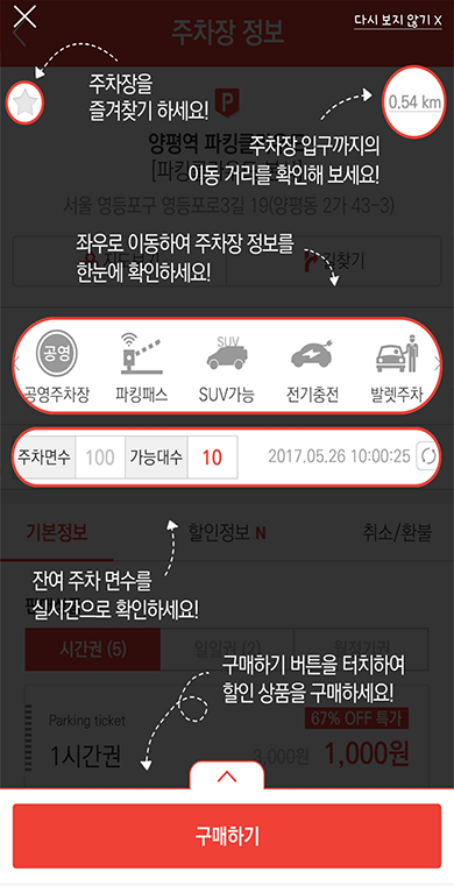 다시 보지 않기 X
주차장 정보
주차장을
즐겨찾기 하세요!
P
0.54 km
양평역
주차장 입구까지의
이동 거리를 확인해 보세요!
서울 영등포구 영등포로3길 19(양평동 2가 43-3)
좌우로 이동하여 주차장 정보를
한눈에 확인하세요!
길찾기
공영
SUV
공영주차장 파킹패스 SUV가능 전기충전 발렛주차
주차면수 100 가능대수 10 2017.05.26 10:00:25
기본정보 할인정보 N 취소/환불
잔여 주차 면수를
실시간으로 확인하세요!
시간권 (5) 일일권 (2) 월정기권
구매하기 버튼을 터치하여
할인 상품을 구매하세요!
Parking ticket 67% OFF 특가
1시간권 3,000원 1,000원
구매하기